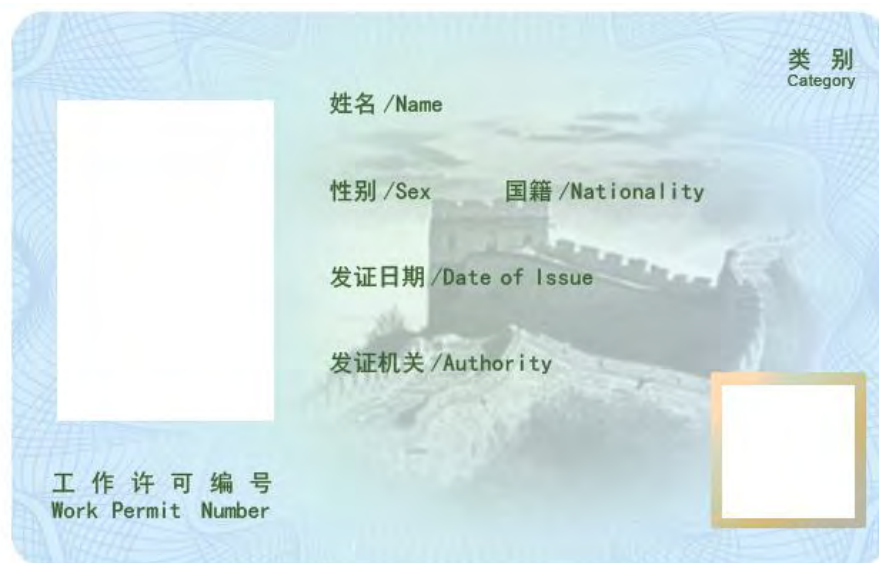 类 别
Category
姓名 /Name
性别 /Sex 国籍 /Nationality
发证日期 /Date of Issue
发证机关 /Authority
工 作 许 可 编 号
Work Permit Number